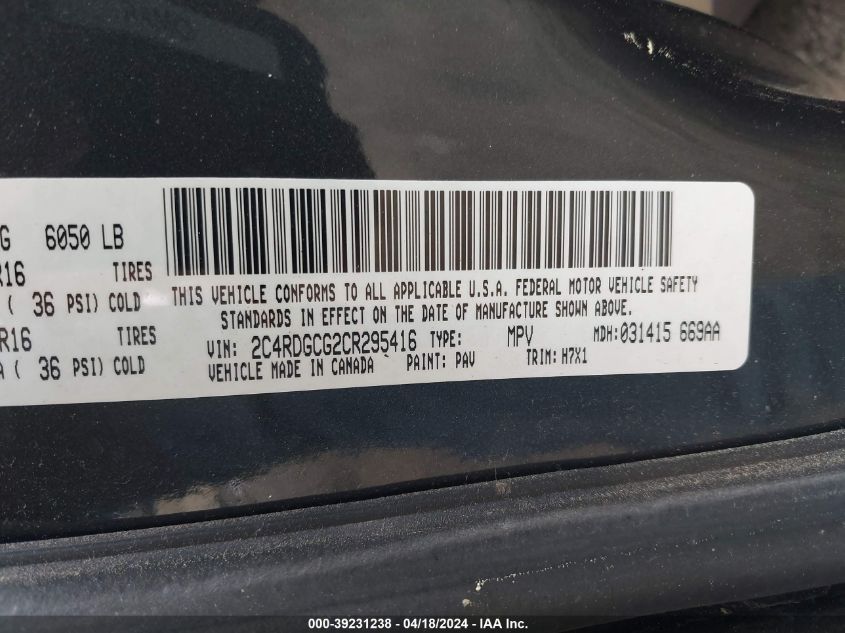 G 6050 LB
R16 TIRES
( 36 PSI) COLD
R16 TIRES
A ( 36 PSI) COLD
THIS VEHICLE CONFORMS TO ALL APPLICABLE U.S.A. FEDERAL MOTOR VEHICLE SAFETY
STANDARDS IN EFFECT ON THE DATE OF MANUFACTURE SHOWN ABOVE.
VIN: 2C4RDGCG2CR295416 TYPE: MPV MDH:031415 669AA
VEHICLE MADE IN CANADA PAINT: PAV TRIM: H7X1
000-39231238 - 04/18/2024 - IAA Inc.